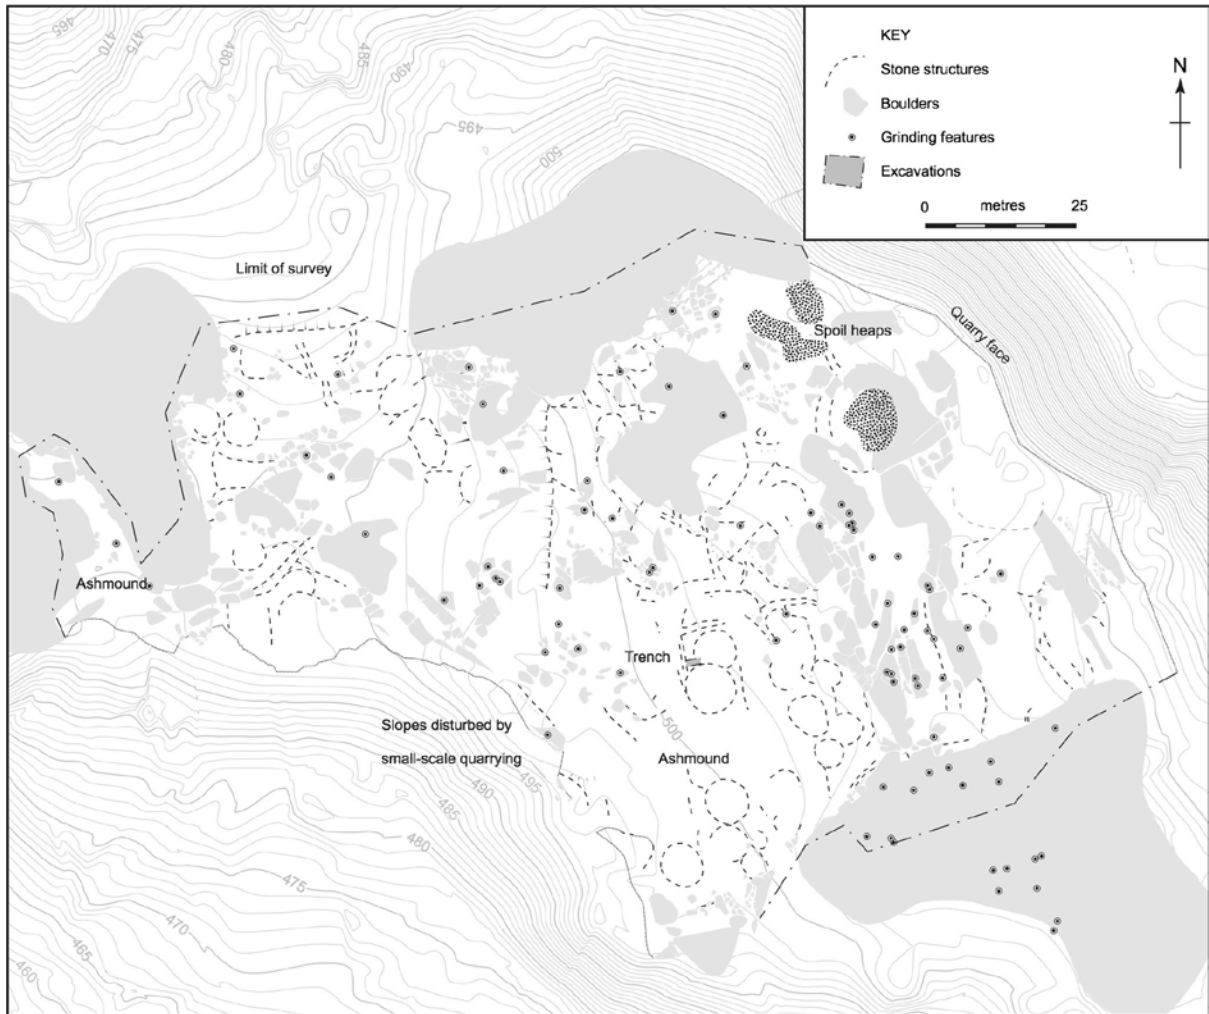 KEY
Stone structures
Boulders
Grinding features
Excavations
N
0 metres 25
465
470
475
480
485
490
495
500
Limit of survey
Quarry face
Spoil heaps
Ashmound
Trench
Slopes disturbed by
small-scale quarrying
500
Ashmound
495
490
485
480
475
470
465
460